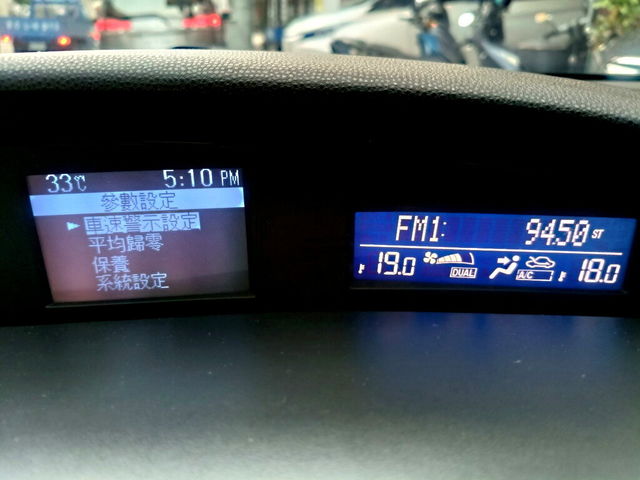 33℃ 5:10 PM
參數設定
車速警示設定
平均歸零
保養
系統設定
FM1: 94.50 ST
19.0 DUAL A/C 18.0